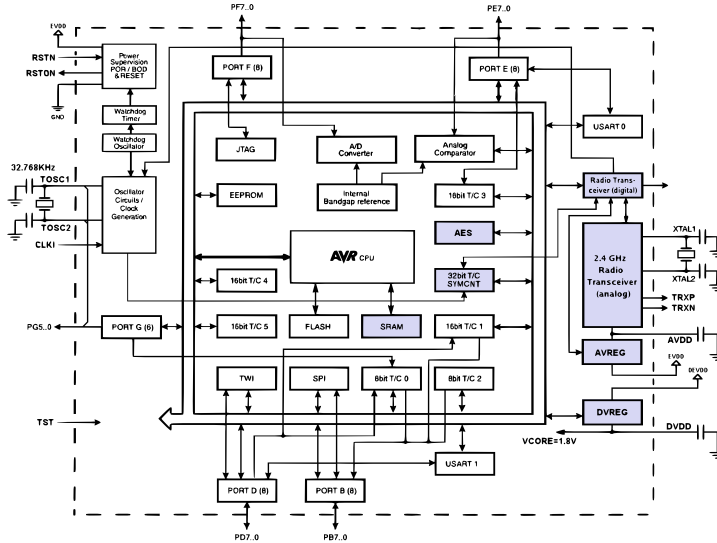 PF7..0
PE7..0
EVDD
RSTN
RSTON
GND
Power
Supervision
POR / BOD
& RESET
Watchdog
Timer
Watchdog
Oscillator
PORT F (8)
PORT E (8)
USART 0
JTAG
A/D
Converter
Analog
Comparator
EEPROM
Internal
Bandgap reference
16bit T/C 3
32.768KHz
TOSC1
TOSC2
CLKI
Oscillator
Circuits /
Clock
Generation
Radio Trans-
ceiver (digital)
AES
AVR CPU
XTAL1
XTAL2
2.4 GHz
Radio
Transceiver
(analog)
TRXP
TRXN
16bit T/C 4
32bit T/C
SYMCNT
PG5..0
PORT G (6)
16bit T/C 5
FLASH
SRAM
16bit T/C 1
AVDD
AVREG
EVDD
DEVDD
TWI
SPI
8bit T/C 0
8bit T/C 2
TST
DVREG
DVDD
VCORE=1.8V
USART 1
PORT D (8)
PORT B (8)
PD7..0
PB7..0